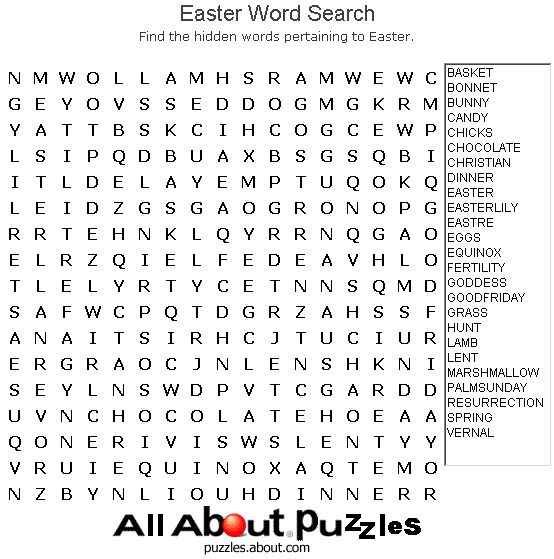 Easter Word Search
Find the hidden words pertaining to Easter.
N M W O L L A M H S R A M W E W C
G E Y O V S S E D D O G M G K R M
Y A T T B S K C I H C O G C E W P
L S I P Q D B U A X B S G S Q B I
I T L D E L A Y E M P T U Q O K Q
L E I D Z G S G A O G R O N O P G
R R T E H N K L Q Y R R N Q G A O
E L R Z Q I E L F E D E A V H L O
T L E L Y R T Y C E T N N S Q M D
S A F W C P Q T D G R Z A H S S F
A N A I T S I R H C J T U C I U R
E R G R A O C J N L E N S H K N I
S E Y L N S W D P V T C G A R D D
U V N C H O C O L A T E H O E A A
Q O N E R I V I S W S L E N T Y Y
V R U I E Q U I N O X A Q T E M O
N Z B Y N L I O U H D I N N E R R
BASKET
BONNET
BUNNY
CANDY
CHICKS
CHOCOLATE
CHRISTIAN
DINNER
EASTER
EASTERLILY
EASTRE
EGGS
EQUINOX
FERTILITY
GODDESS
GOODFRIDAY
GRASS
HUNT
LAMB
LENT
MARSHMALLOW
PALMSUNDAY
RESURRECTION
SPRING
VERNAL
All About Puzzles
puzzles.about.com